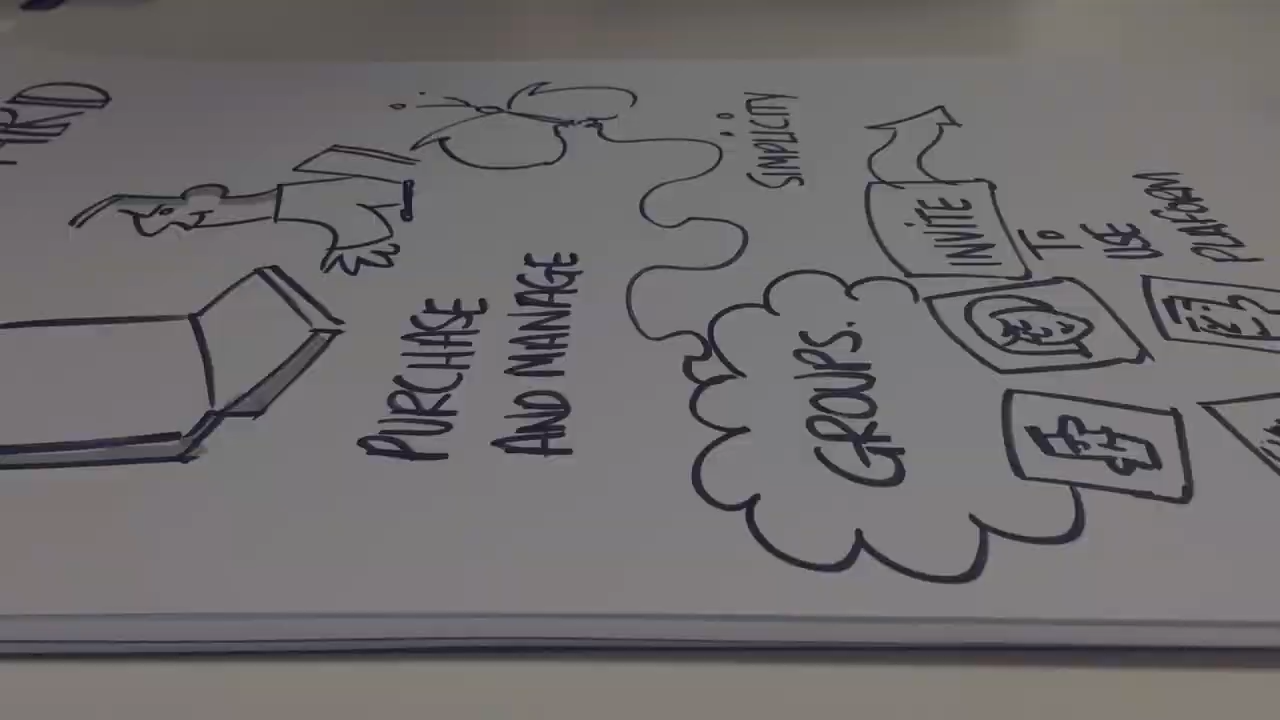 PURCHASE
AND MANAGE
SIMPLICITY
GROUPS.
INVITE
TO
USE
PLATFORM